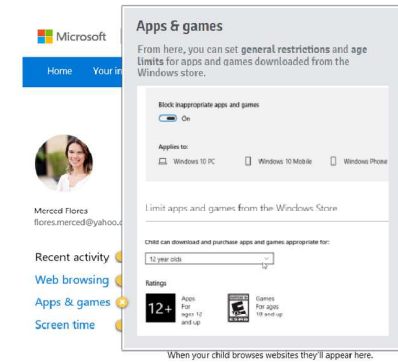 Microsoft
Home Your in
Merced Flores
flores.merced@yahoo.c
Recent activity
Web browsing
Apps & games
Screen time
Apps & games
From here, you can set general restrictions and age
limits for apps and games downloaded from the
Windows store.
Block inappropriate apps and games
On
Applies to:
Windows 10 PC Windows 10 Mobile Windows Phone
Limit apps and games from the Windows Store
Child can download and purchase apps and games appropriate for:
12 year olds
Ratings
12+
Apps
For
ages 12
and up
E
ESRB
Games
For ages
10 and up
When your child browses websites they'll appear here.